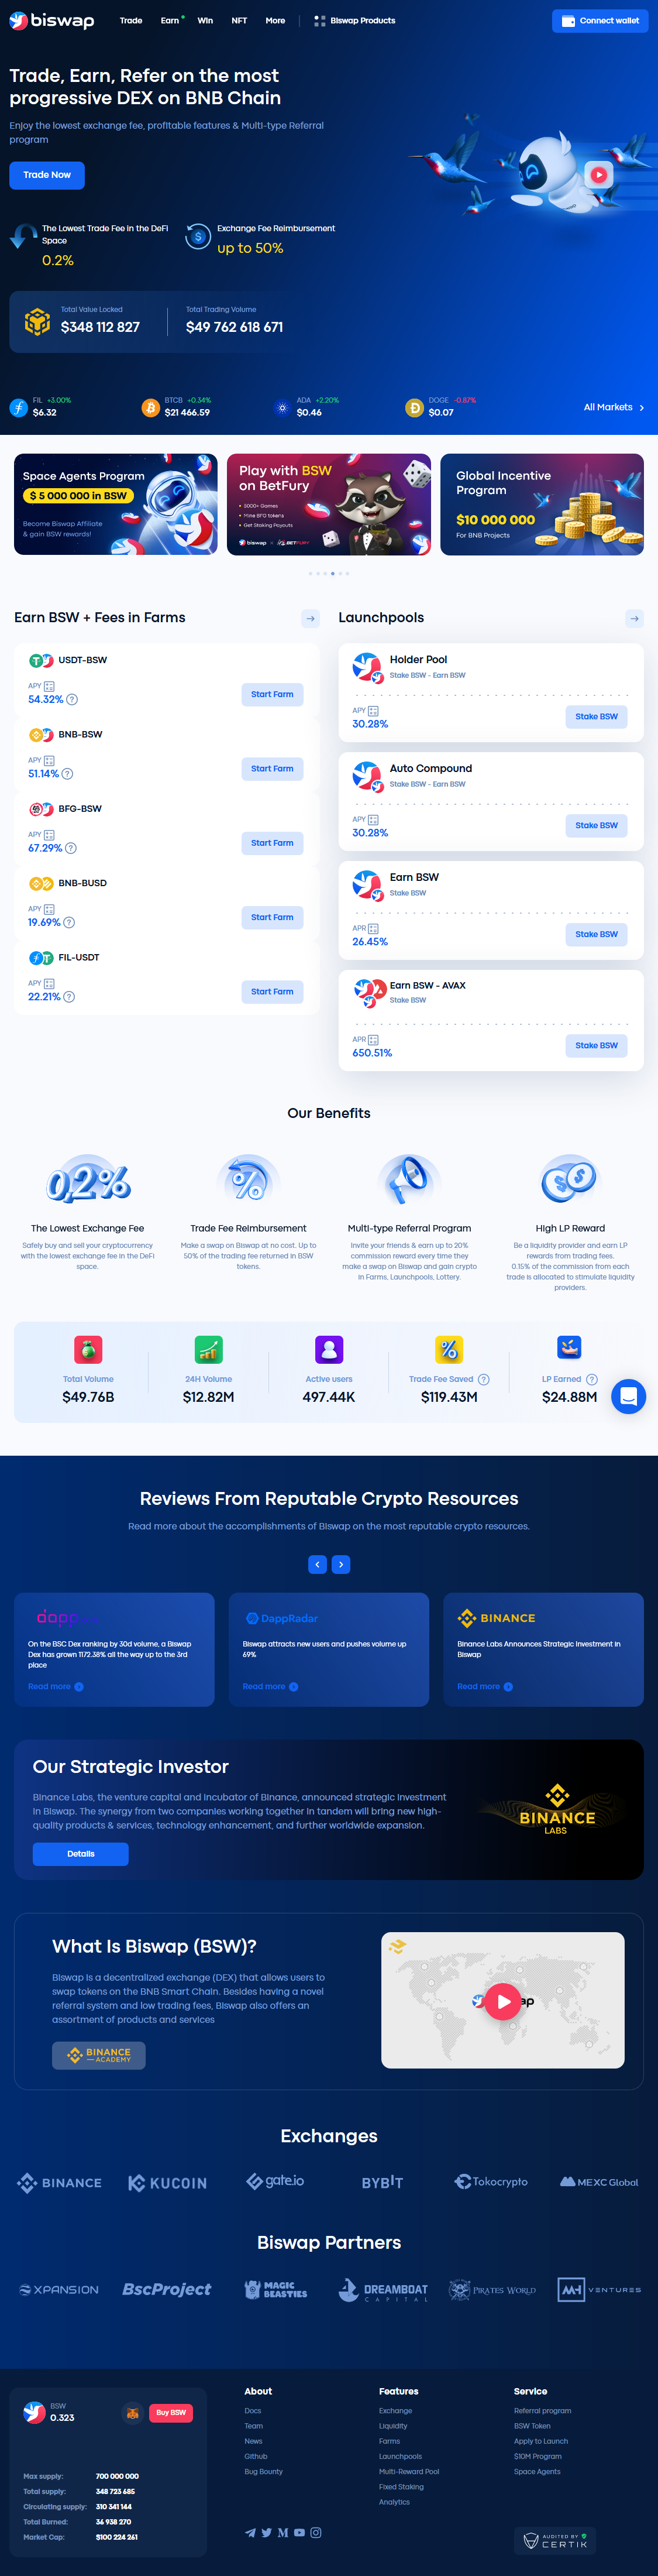 biswap
Trade
Earn
Win
NFT
More
Biswap Products
Connect wallet
Trade, Earn, Refer on the most
progressive DEX on BNB Chain
Enjoy the lowest exchange fee, profitable features & Multi-type Referral
program
Trade Now
The Lowest Trade Fee in the DeFi
Space
0.2%
Exchange Fee Reimbursement
up to 50%
Total Value Locked
$348 112 827
Total Trading Volume
$49 762 618 671
FIL +3.00%
$6.32
BTCB +0.34%
$21 466.59
ADA +2.20%
$0.46
DOGE -0.87%
$0.07
All Markets
Space Agents Program
$ 5 000 000 in BSW
Become Biswap Affiliate
& gain BSW rewards!
Play with BSW
on BetFury
3000+ Games
More BFG tokens
Get Staking Payouts
biswap × BETFURY
Global Incentive
Program
$10 000 000
For BNB Projects
Earn BSW + Fees in Farms
USDT-BSW
APY
54.32% ?
Start Farm
BNB-BSW
APY
51.14% ?
Start Farm
BFG-BSW
APY
67.29% ?
Start Farm
BNB-BUSD
APY
19.69% ?
Start Farm
FIL-USDT
APY
22.21% ?
Start Farm
Launchpools
Holder Pool
Stake BSW - Earn BSW
APY
30.28%
Stake BSW
Auto Compound
Stake BSW - Earn BSW
APY
30.28%
Stake BSW
Earn BSW
Stake BSW
APR
26.45%
Stake BSW
Earn BSW - AVAX
Stake BSW
APR
650.51%
Stake BSW
Our Benefits
0,2%
The Lowest Exchange Fee
Safely buy and sell your cryptocurrency
with the lowest exchange fee in the DeFi
space.
%
Trade Fee Reimbursement
Make a swap on Biswap at no cost. Up to
50% of the trading fee returned in BSW
tokens.
Multi-type Referral Program
Invite your friends & earn up to 20%
commission reward every time they
make a swap on Biswap and gain crypto
in Farms, Launchpools, Lottery.
High LP Reward
Be a liquidity provider and earn LP
rewards from trading fees.
0.15% of the commission from each
trade is allocated to stimulate liquidity
providers.
Total Volume
$49.76B
24H Volume
$12.82M
Active users
497.44K
Trade Fee Saved ?
$119.43M
LP Earned ?
$24.88M
Reviews From Reputable Crypto Resources
Read more about the accomplishments of Biswap on the most reputable crypto resources.
On the BSC Dex ranking by 30d volume, a Biswap
Dex has grown 1172.38% all the way up to the 3rd
place
Read more
DappRadar
Biswap attracts new users and pushes volume up
69%
Read more
BINANCE
Binance Labs Announces Strategic Investment in
Biswap
Read more
Our Strategic Investor
Binance Labs, the venture capital and incubator of Binance, announced strategic investment
in Biswap. The synergy from two companies working together in tandem will bring new high-
quality products & services, technology enhancement, and further worldwide expansion.
Details
BINANCE
LABS
What Is Biswap (BSW)?
Biswap is a decentralized exchange (DEX) that allows users to
swap tokens on the BNB Smart Chain. Besides having a novel
referral system and low trading fees, Biswap also offers an
assortment of products and services
BINANCE
ACADEMY
Exchanges
BINANCE
KUCOIN
gate.io
BYBIT
Tokocrypto
MEXC Global
Biswap Partners
XPANSION
BscProject
MAGIC
BEASTIES
DREAMBOAT
CAPITAL
PIRATES WORLD
VENTURES
BSW
0.323
Buy BSW
Max supply: 700 000 000
Total supply: 348 723 685
Circulating supply: 310 341 144
Total Burned: 36 938 270
Market Cap: $100 224 261
About
Docs
Team
News
Github
Bug Bounty
Features
Exchange
Liquidity
Farms
Launchpools
Multi-Reward Pool
Fixed Staking
Analytics
Service
Referral program
BSW Token
Apply to Launch
$10M Program
Space Agents
AUDITED BY
CERTIK